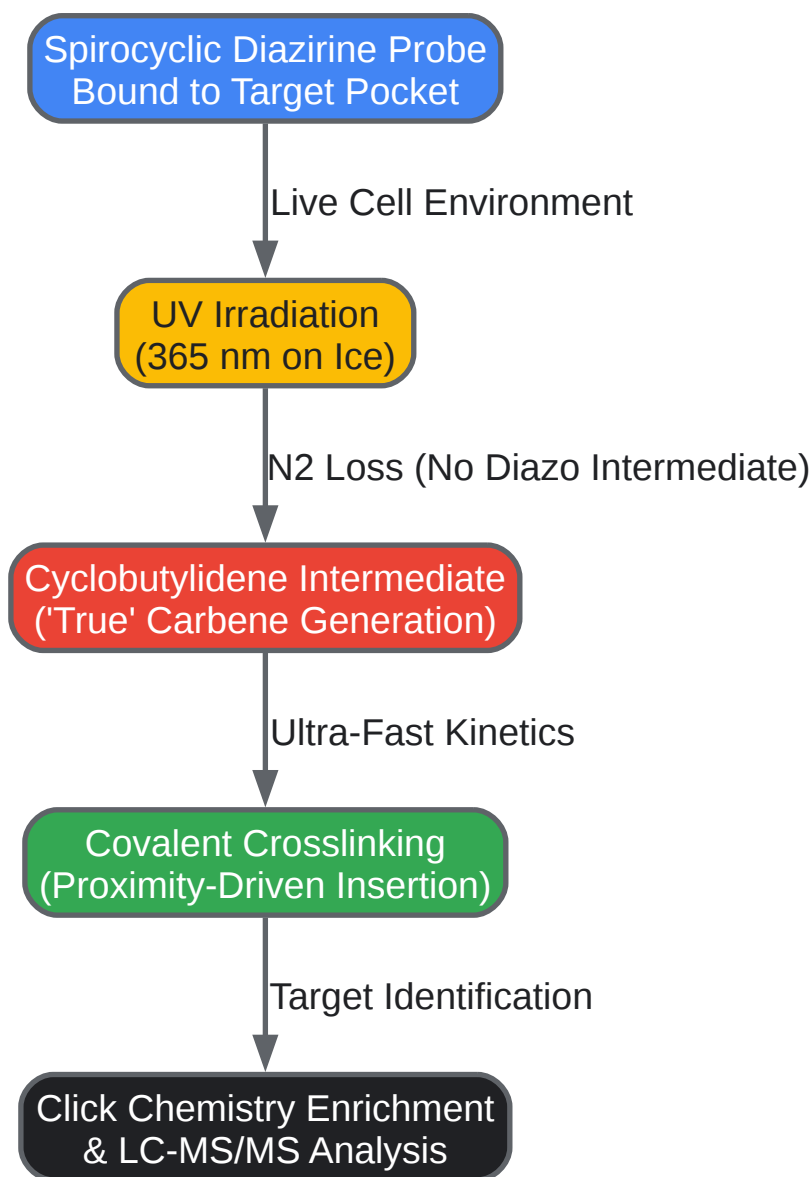 Spirocyclic Diazirine Probe
Bound to Target Pocket
Live Cell Environment
UV Irradiation
(365 nm on Ice)
N2 Loss (No Diazo Intermediate)
Cyclobutylidene Intermediate
('True' Carbene Generation)
Ultra-Fast Kinetics
Covalent Crosslinking
(Proximity-Driven Insertion)
Target Identification
Click Chemistry Enrichment
& LC-MS/MS Analysis